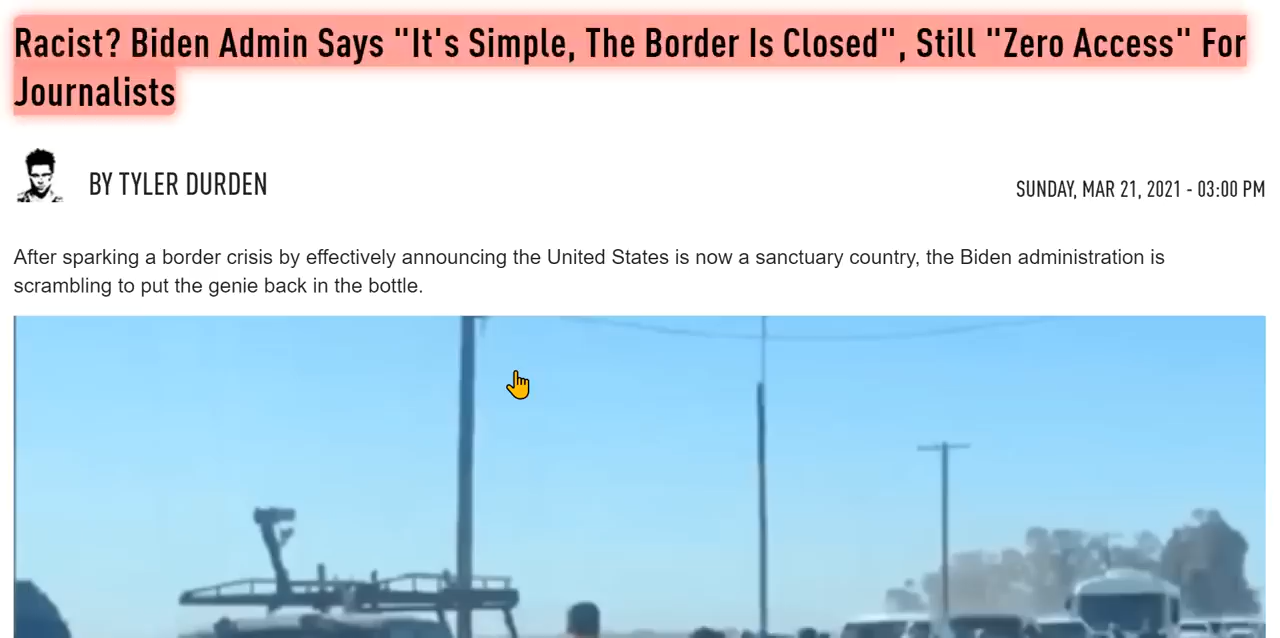 Racist? Biden Admin Says "It's Simple, The Border Is Closed", Still "Zero Access" For
Journalists
BY TYLER DURDEN
SUNDAY, MAR 21, 2021 - 03:00 PM
After sparking a border crisis by effectively announcing the United States is now a sanctuary country, the Biden administration is
scrambling to put the genie back in the bottle.